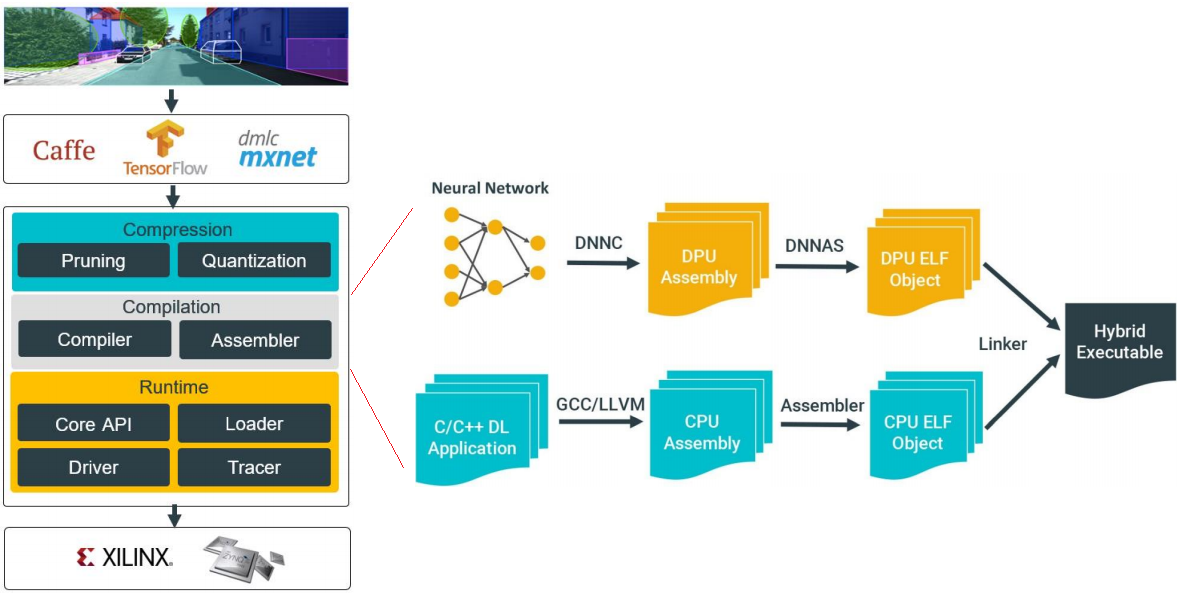 Caffe
TensorFlow
dmlc
mxnet
Compression
Pruning
Quantization
Compilation
Compiler
Assembler
Runtime
Core API
Loader
Driver
Tracer
XILINX®
ZYNQ
Neural Network
DNNC
DPU
Assembly
DNNAS
DPU ELF
Object
C/C++ DL
Application
GCC/LLVM
CPU
Assembly
Assembler
CPU ELF
Object
Linker
Hybrid
Executable